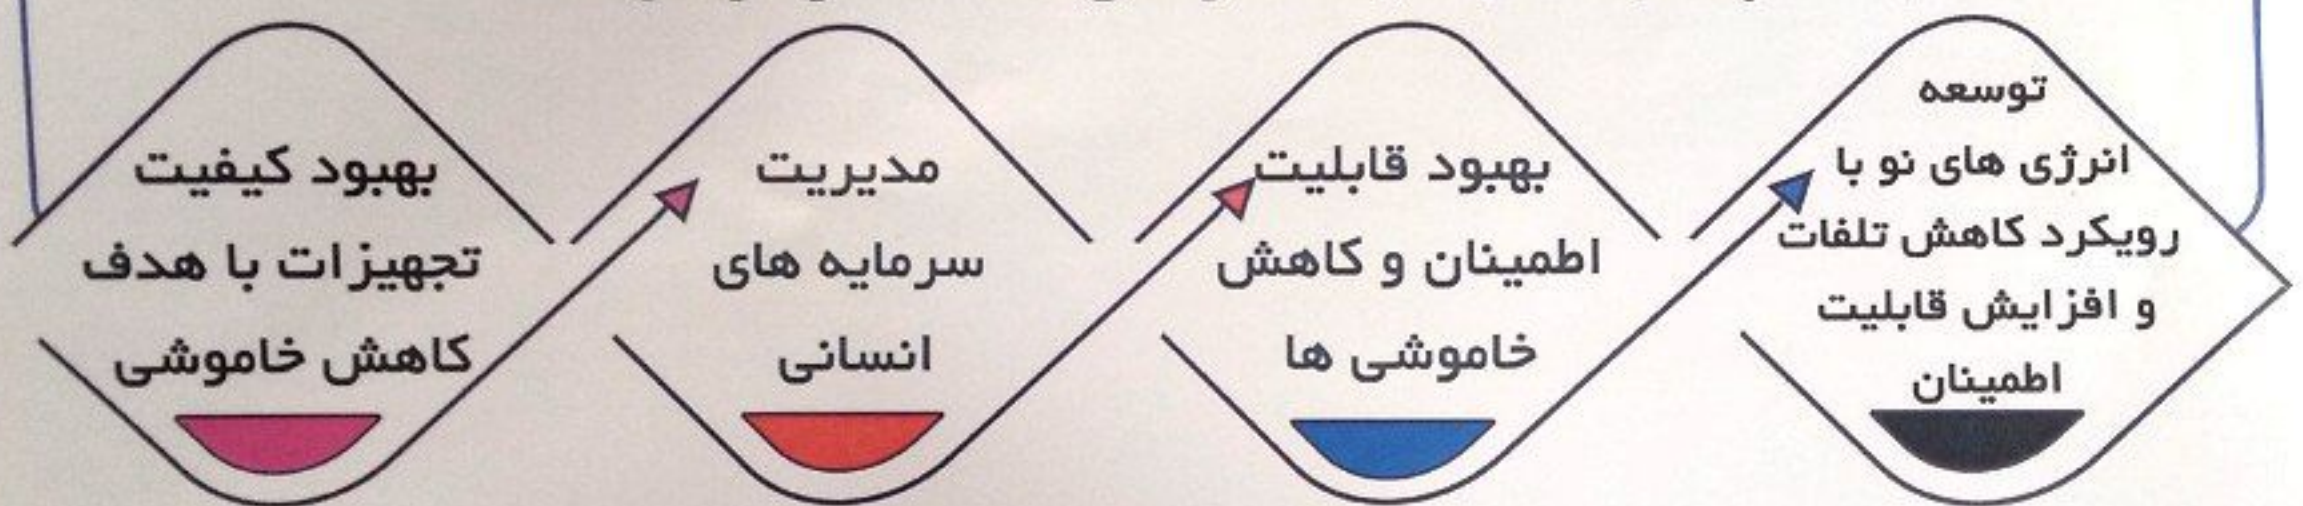 توسعه
انرژی های نو با
رویکرد کاهش تلفات
و افزایش قابلیت
اطمینان
بهبود قابلیت
اطمینان و کاهش
خاموشی ها
مدیریت
سرمایه های
انسانی
بهبود کیفیت
تجهیزات با هدف
کاهش خاموشی